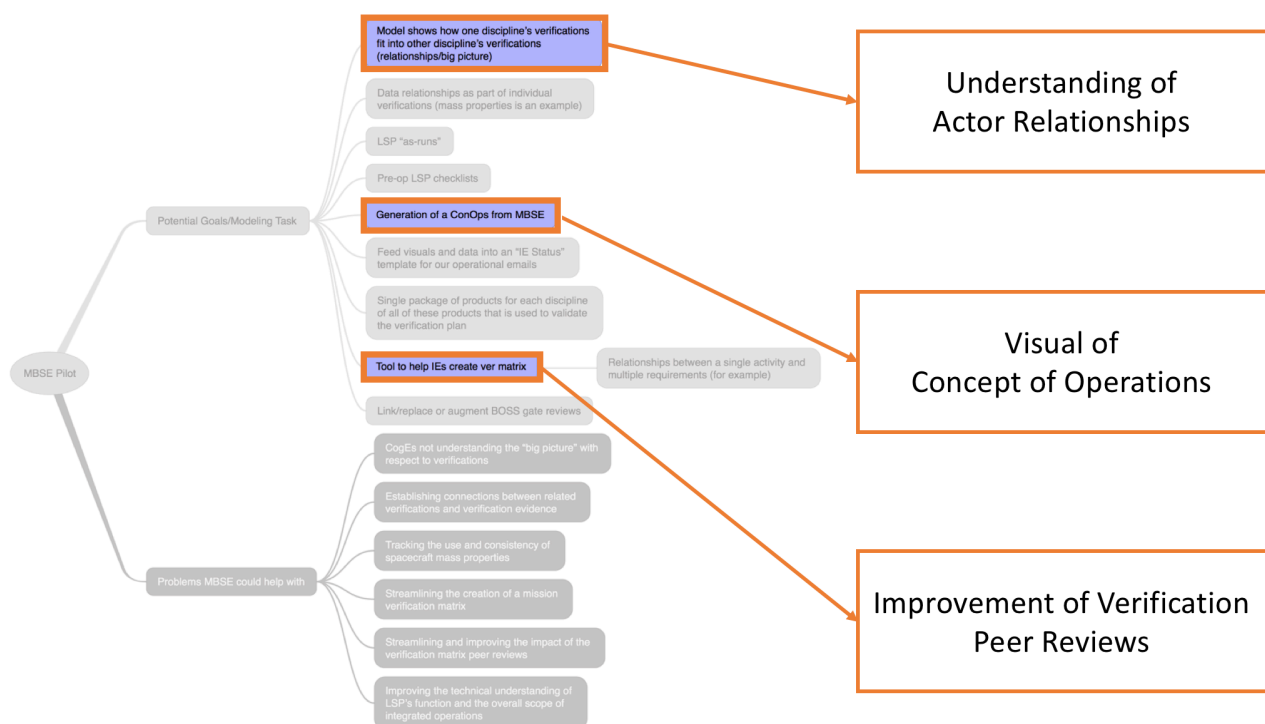 Model shows how one discipline's verifications
fit into other discipline's verifications
(relationships/big picture)
Data relationships as part of individual
verifications (mass properties is an example)
LSP "as-runs"
Pre-op LSP checklists
Potential Goals/Modeling Task
Generation of a ConOps from MBSE
Feed visuals and data into an "IE Status"
template for our operational emails
Single package of products for each discipline
of all of these products that is used to validate
the verification plan
MBSE Pilot
Tool to help IEs create ver matrix
Relationships between a single activity and
multiple requirements (for example)
Link/replace or augment BOSS gate reviews
CogEs not understanding the "big picture" with
respect to verifications
Establishing connections between related
verifications and verification evidence
Tracking the use and consistency of
spacecraft mass properties
Problems MBSE could help with
Streamlining the creation of a mission
verification matrix
Streamlining and improving the impact of the
verification matrix peer reviews
Improving the technical understanding of
LSP's function and the overall scope of
integrated operations
Understanding of
Actor Relationships
Visual of
Concept of Operations
Improvement of Verification
Peer Reviews